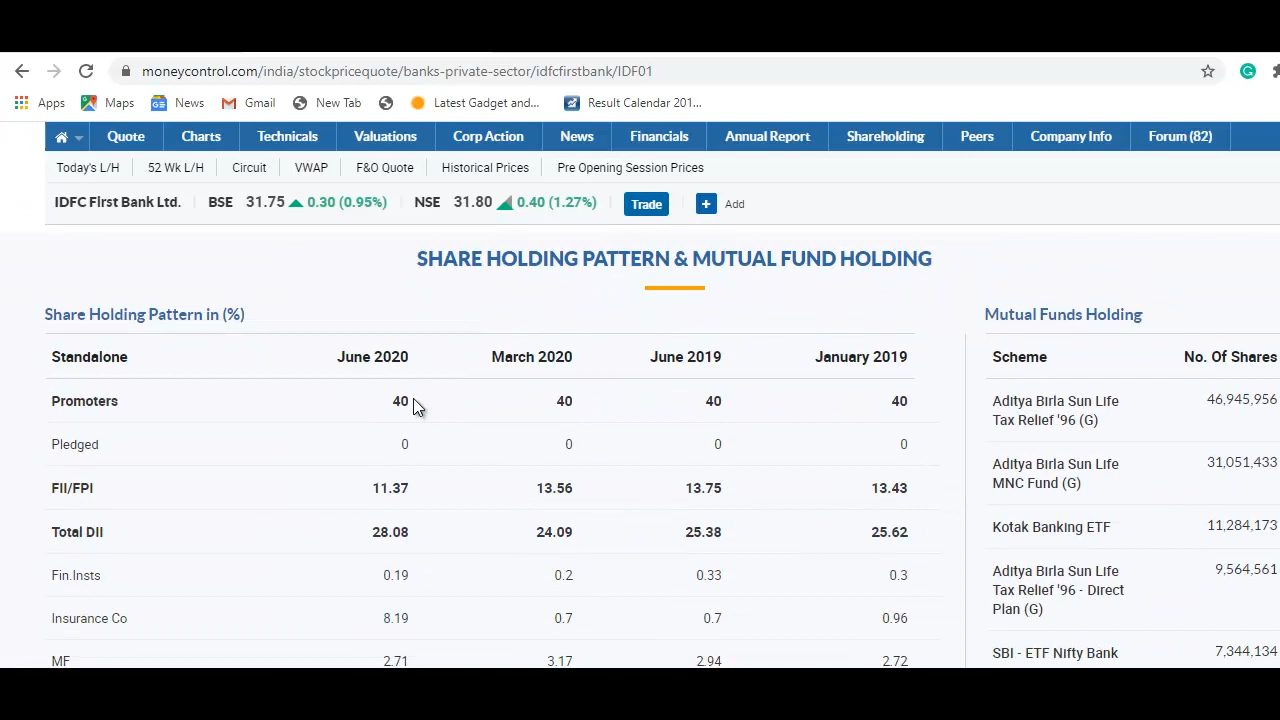 moneycontrol.com/india/stockpricequote/banks-private-sector/idfcfirstbank/IDF01
Apps Maps News Gmail New Tab Latest Gadget and... Result Calendar 201...
Quote Charts Technicals Valuations Corp Action News Financials Annual Report Shareholding Peers Company Info Forum (82)
Today's L/H 52 Wk L/H Circuit VWAP F&O Quote Historical Prices Pre Opening Session Prices
IDFC First Bank Ltd. BSE 31.75 0.30 (0.95%) NSE 31.80 0.40 (1.27%) Trade + Add
SHARE HOLDING PATTERN & MUTUAL FUND HOLDING
Share Holding Pattern in (%)
Standalone June 2020 March 2020 June 2019 January 2019
Promoters 40 40 40 40
Pledged 0 0 0 0
FII/FPI 11.37 13.56 13.75 13.43
Total DII 28.08 24.09 25.38 25.62
Fin.Insts 0.19 0.2 0.33 0.3
Insurance Co 8.19 0.7 0.7 0.96
MF 2.71 3.17 2.94 2.72
Mutual Funds Holding
Scheme No. Of Shares
Aditya Birla Sun Life 46,945,956
Tax Relief '96 (G)
Aditya Birla Sun Life 31,051,433
MNC Fund (G)
Kotak Banking ETF 11,284,173
Aditya Birla Sun Life 9,564,561
Tax Relief '96 - Direct
Plan (G)
SBI - ETF Nifty Bank 7,344,134